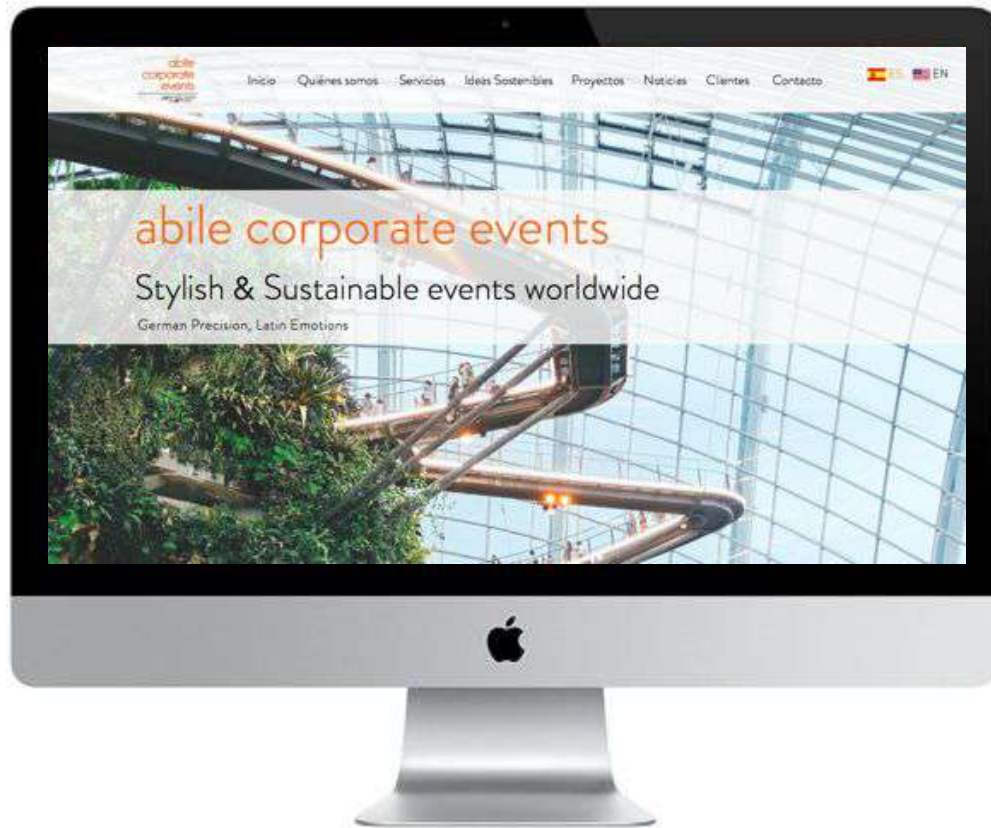 abile
corporate
events
Inicio Quiénes somos Servicios Ideas Sostenibles Proyectos Noticias Clientes Contacto ES EN
abile corporate events
Stylish & Sustainable events worldwide
German Precision, Latin Emotions